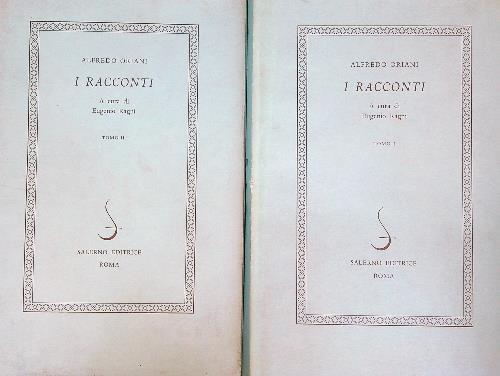 ALFREDO ORIANI
I RACCONTI
A cura di
Eugenio Ragni
TOMO II
SALERNO EDITRICE
ROMA
ALFREDO ORIANI
I RACCONTI
A cura di
Eugenio Ragni
TOMO I
SALERNO EDITRICE
ROMA